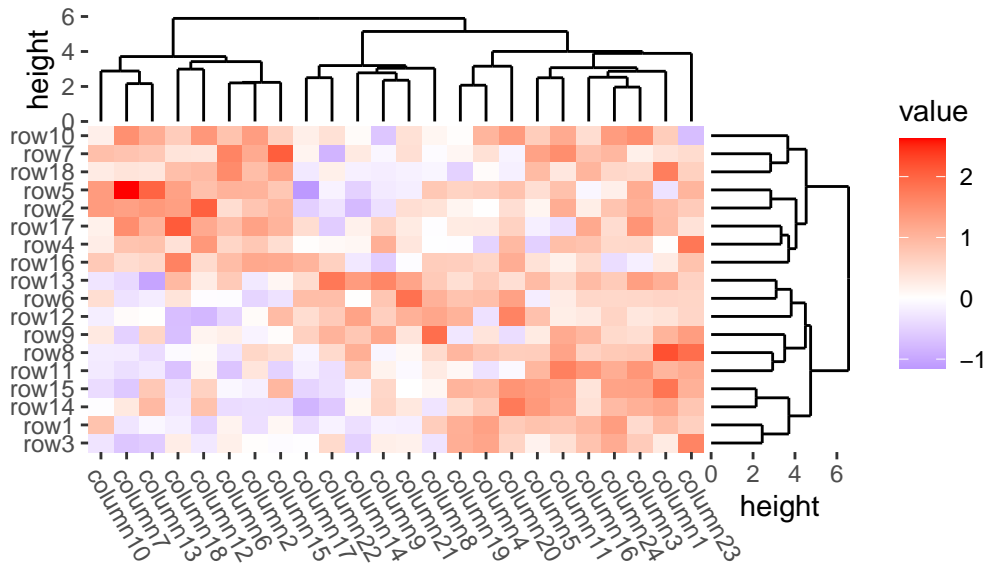 height
6
4
2
0
row10
row7
row18
row5
row2
row17
row4
row16
row13
row6
row12
row9
row8
row11
row15
row14
row1
row3
column10
column7
column13
column18
column12
column6
column2
column15
column17
column22
column14
column9
column21
column8
column19
column4
column20
column5
column11
column16
column24
column3
column1
column23
0 2 4 6
height
value
2
1
0
−1